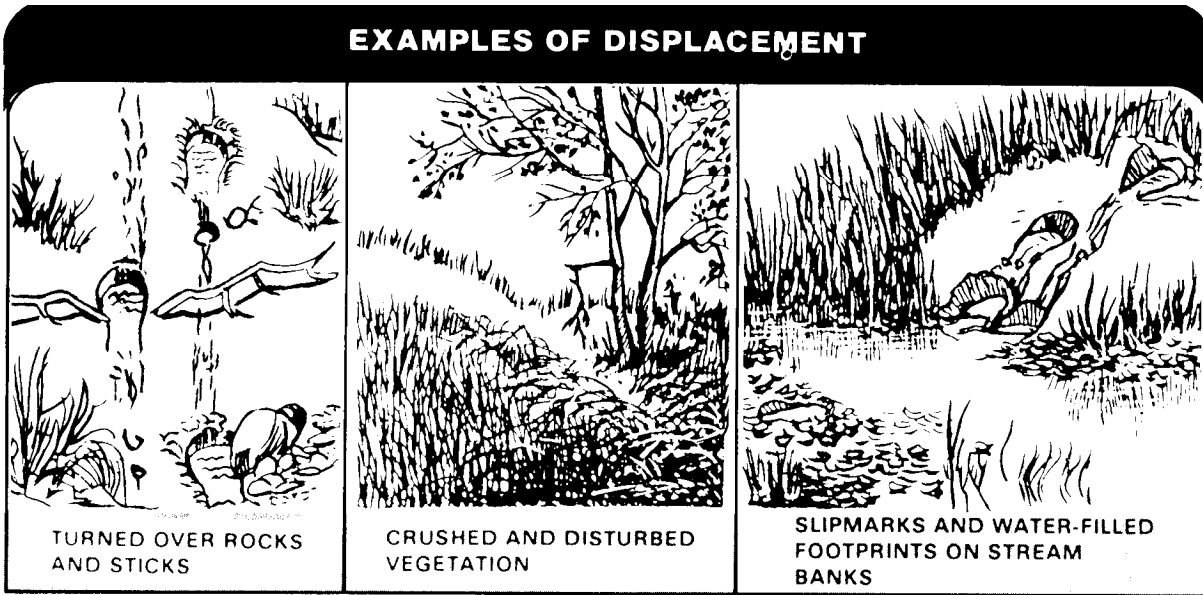 EXAMPLES OF DISPLACEMENT
TURNED OVER ROCKS
AND STICKS
CRUSHED AND DISTURBED
VEGETATION
SLIPMARKS AND WATER-FILLED
FOOTPRINTS ON STREAM
BANKS